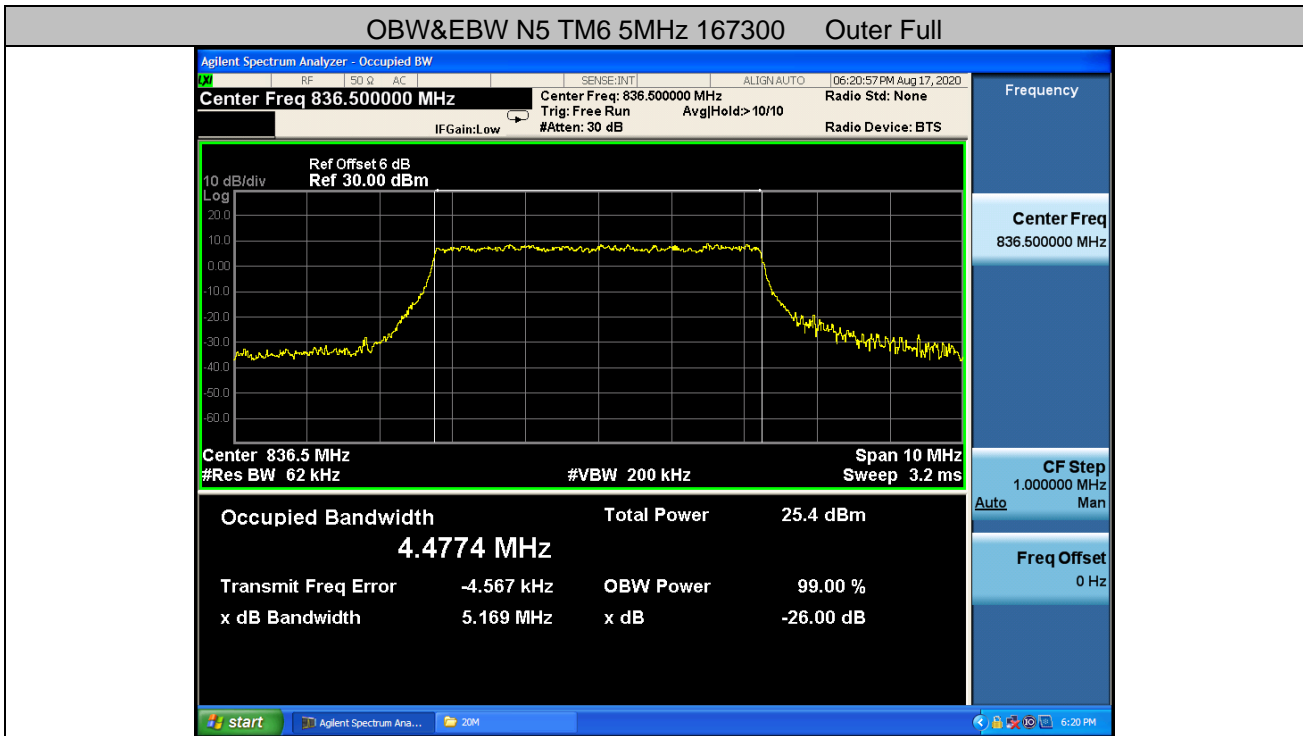 OBW&EBW N5 TM6 5MHz 167300 Outer Full
Agilent Spectrum Analyzer - Occupied BW
LXI RF 50 Ω AC SENSE:INT ALIGN AUTO 06:20:57 PM Aug 17, 2020
Center Freq 836.500000 MHz
Center Freq: 836.500000 MHz
Radio Std: None
Trig: Free Run Avg|Hold:>10/10
IFGain:Low
#Atten: 30 dB
Radio Device: BTS
Frequency
Ref Offset 6 dB
10 dB/div Ref 30.00 dBm
Log
20.0
10.0
0.00
-10.0
-20.0
-30.0
-40.0
-50.0
-60.0
Center 836.5 MHz
Span 10 MHz
#Res BW 62 kHz
#VBW 200 kHz
Sweep 3.2 ms
Center Freq
836.500000 MHz
CF Step
1.000000 MHz
Auto Man
Freq Offset
0 Hz
Occupied Bandwidth
Total Power 25.4 dBm
4.4774 MHz
Transmit Freq Error -4.567 kHz OBW Power 99.00 %
x dB Bandwidth 5.169 MHz x dB -26.00 dB
start Agilent Spectrum Ana... 20M 6:20 PM